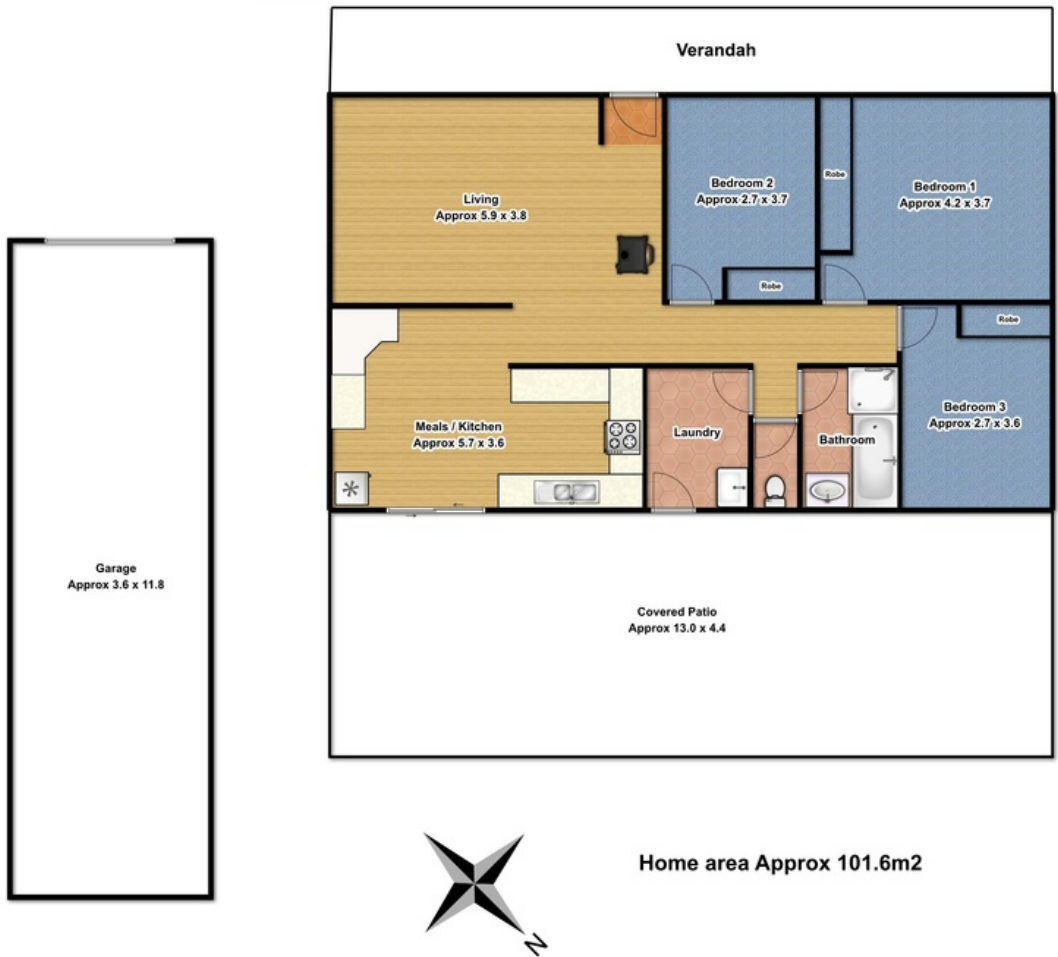 Verandah
Living
Approx 5.9 x 3.8
Bedroom 2
Approx 2.7 x 3.7
Robe
Robe
Bedroom 1
Approx 4.2 x 3.7
Robe
Bedroom 3
Approx 2.7 x 3.6
Meals / Kitchen
Approx 5.7 x 3.6
Laundry
Bathroom
Garage
Approx 3.6 x 11.8
Covered Patio
Approx 13.0 x 4.4
Home area Approx 101.6m2
N